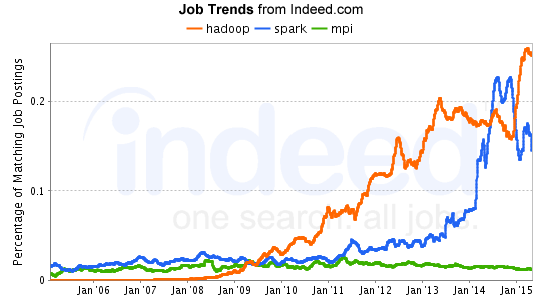 Job Trends from Indeed.com
hadoop spark mpi
Percentage of Matching Job Postings
0.2
0.1
0
indeed
one search. all jobs.
Jan '06 Jan '07 Jan '08 Jan '09 Jan '10 Jan '11 Jan '12 Jan '13 Jan '14 Jan '15